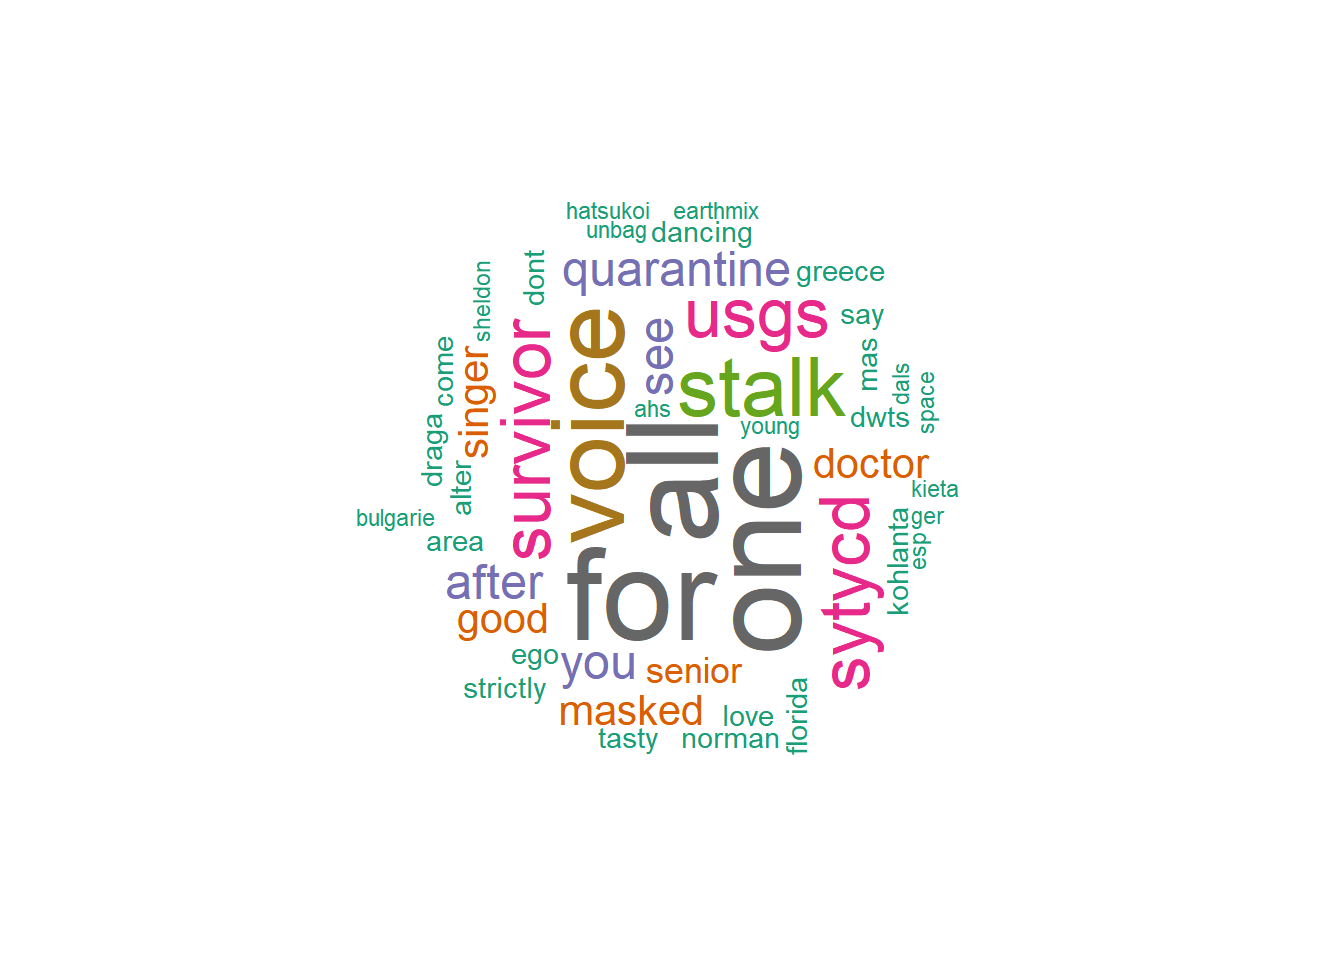 hatsukoi
earthmix
unbag
dancing
quarantine
greece
dont
sheldon
usgs
say
voice
survivor
see
singer
come
stalk
mas
dals
space
ahs
dwts
young
all
one
draga
alter
doctor
kieta
bulgarie
area
sytycd
kohlanta
ger
esp
after
for
good
ego
you
senior
strictly
masked
love
florida
tasty
norman